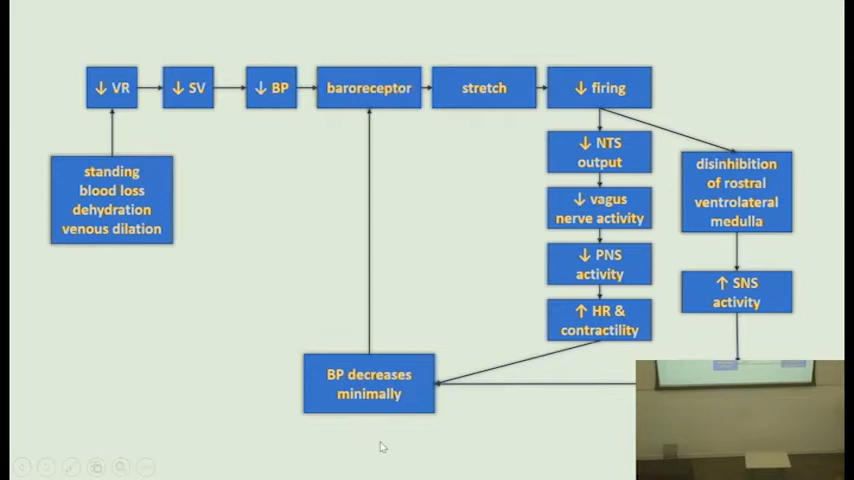 ↓ VR
↓ SV
↓ BP
baroreceptor
stretch
↓ firing
standing
blood loss
dehydration
venous dilation
↓ NTS
output
↓ vagus
nerve activity
↓ PNS
activity
↑ HR &
contractility
disinhibition
of rostral
ventrolateral
medulla
↑ SNS
activity
BP decreases
minimally